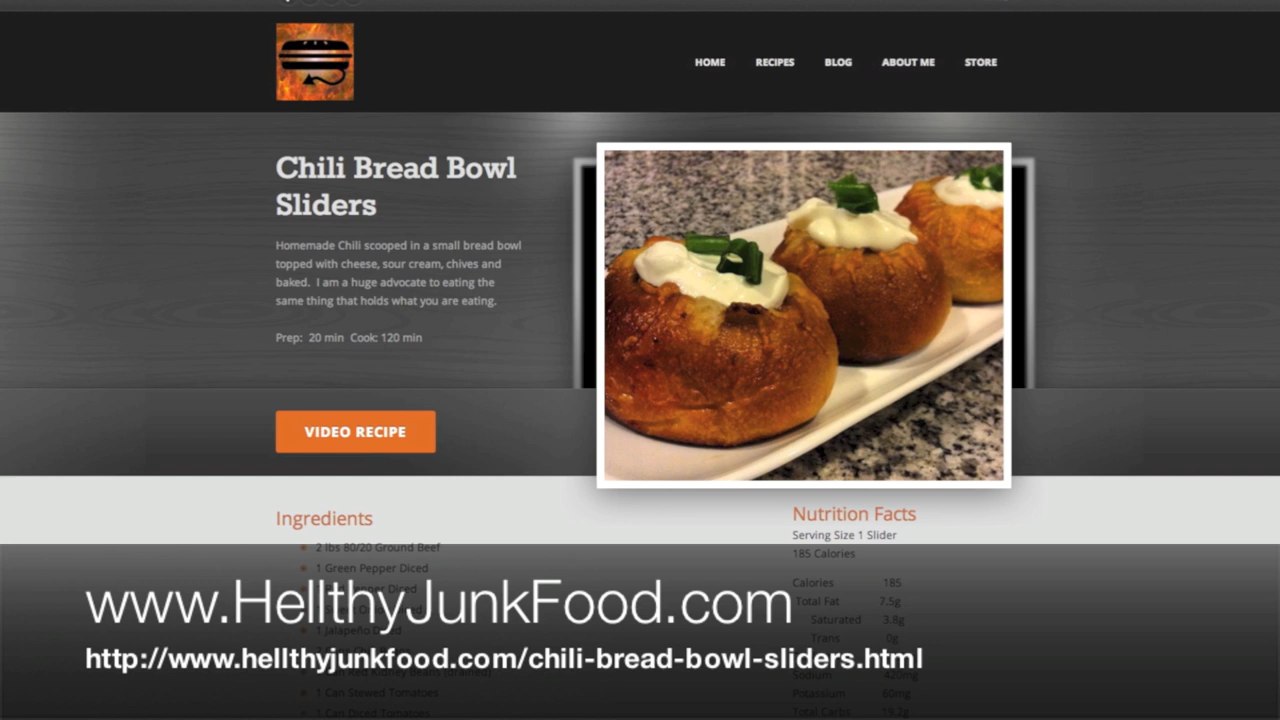 HOME RECIPES BLOG ABOUT ME STORE
Chili Bread Bowl
Sliders
Homemade Chili scooped in a small bread bowl
topped with cheese, sour cream, chives and
baked. I am a huge advocate to eating the
same thing that holds what you are eating.
Prep: 20 min Cook: 120 min
VIDEO RECIPE
Ingredients
2 lbs 80/20 Ground Beef
1 Green Pepper Diced
Diced
1 Jalapeño Diced
Red Kidney Beans (drained)
1 Can Stewed Tomatoes
1 Can Diced Tomatoes
Nutrition Facts
Serving Size 1 Slider
185 Calories
Calories 185
Total Fat 7.5g
Saturated 3.8g
Trans 0g
Sodium 420mg
Potassium 60mg
Total Carbs 19.2g
www.HellthyJunkFood.com
http://www.hellthyjunkfood.com/chili-bread-bowl-sliders.html